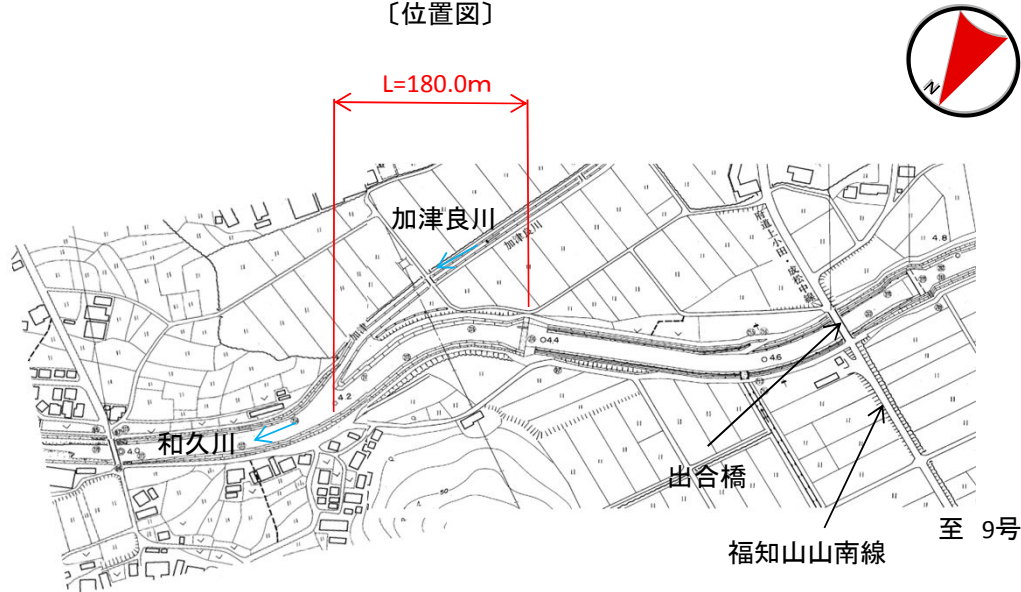 〔位置図〕
L=180.0m
N
加津良川
加津良川
府道上小田・成松中線
4.8
加津
4.4
4.6
4.2
和久川
4.0
出合橋
50
至 9号
福知山山南線